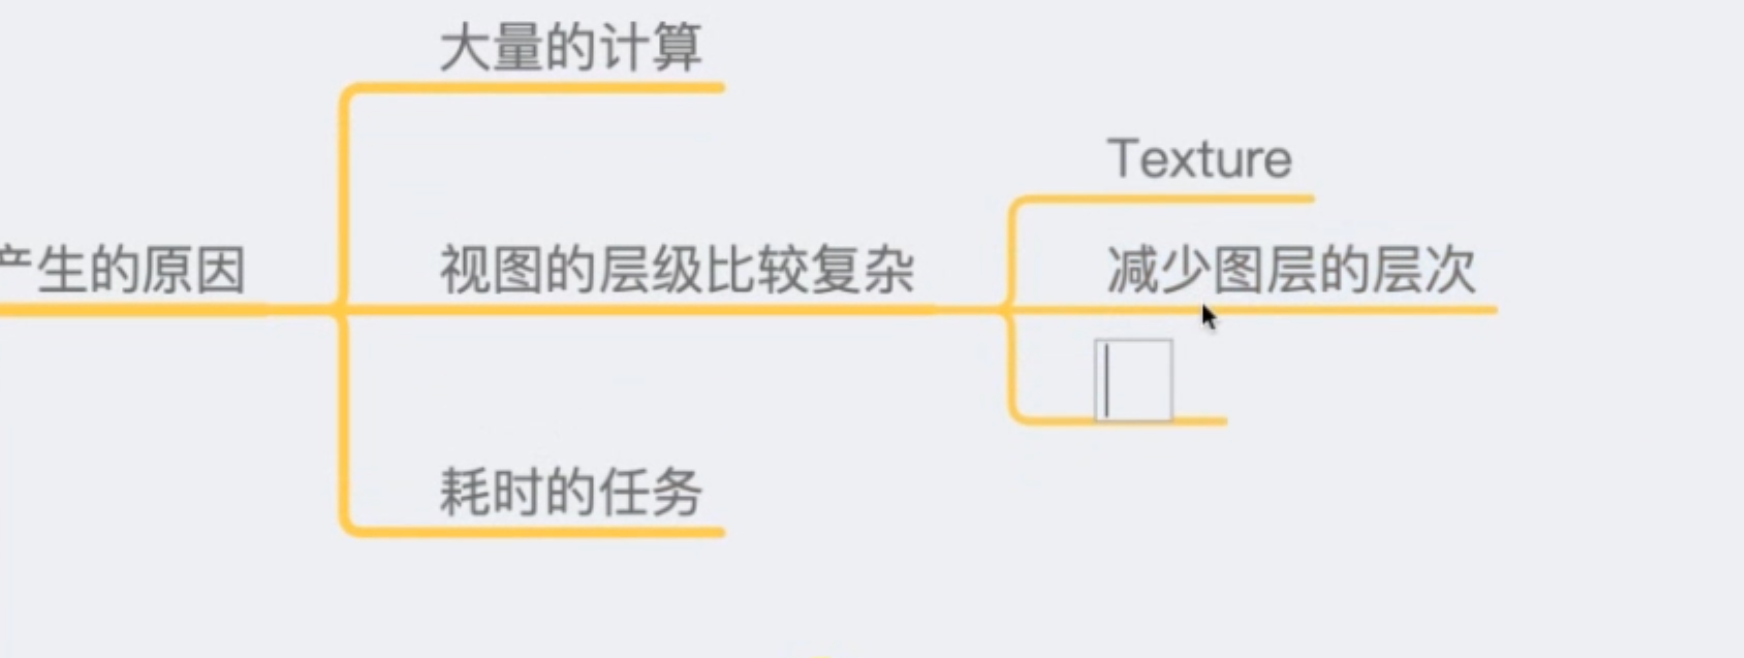 大量的计算
Texture
产生的原因
视图的层级比较复杂
减少图层的层次
耗时的任务